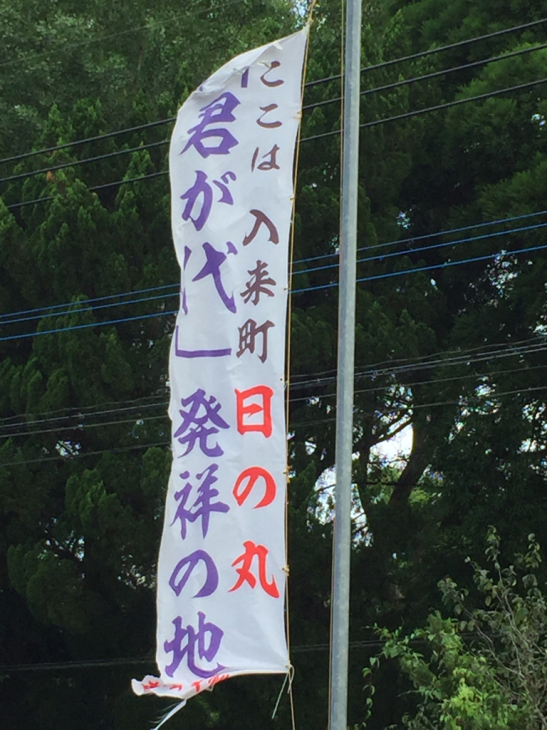 ここは 入来町 日の丸
「君が代」発祥の地